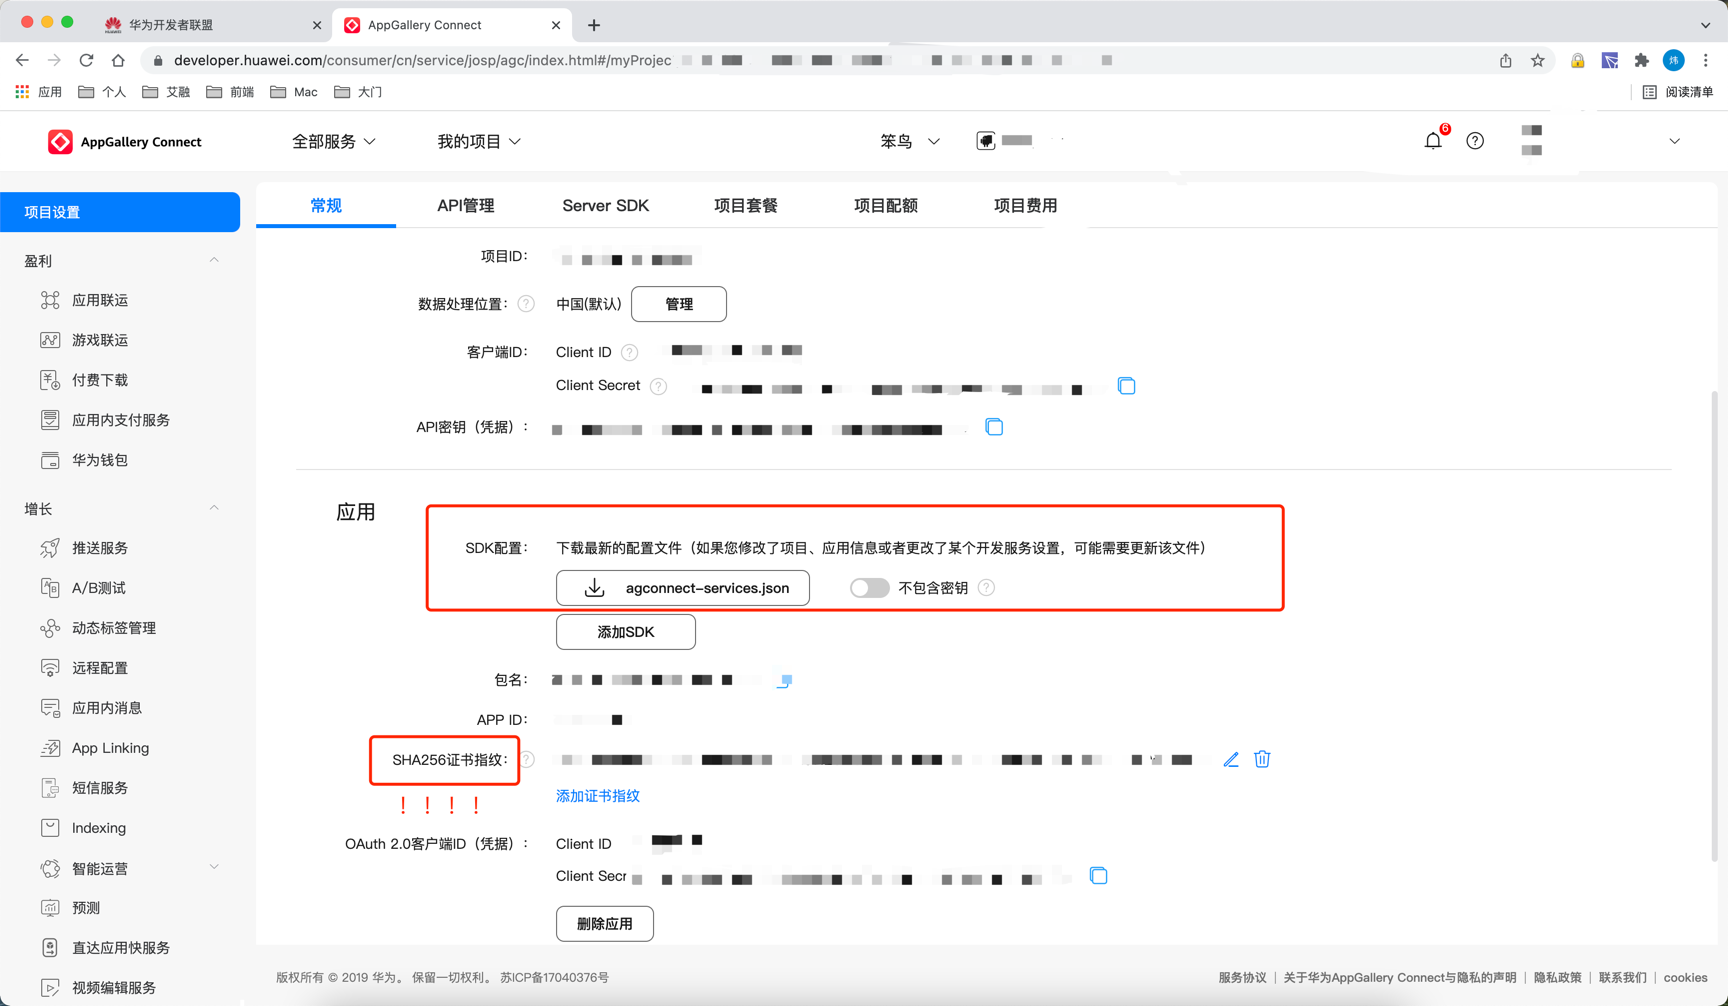 华为开发者联盟
AppGallery Connect
developer.huawei.com/consumer/cn/service/josp/agc/index.html#/myProjec
炜
应用 个人 艾融 前端 Mac 大门 阅读清单
AppGallery Connect 全部服务 我的项目 笨鸟 6
项目设置
盈利
应用联运
游戏联运
付费下载
应用内支付服务
华为钱包
增长
推送服务
A/B测试
动态标签管理
远程配置
应用内消息
App Linking
短信服务
Indexing
智能运营
预测
直达应用快服务
视频编辑服务
常规 API管理 Server SDK 项目套餐 项目配额 项目费用
项目ID：
数据处理位置： 中国(默认) 管理
客户端ID： Client ID
Client Secret
API密钥（凭据）：
应用
SDK配置： 下载最新的配置文件（如果您修改了项目、应用信息或者更改了某个开发服务设置，可能需要更新该文件）
agconnect-services.json 不包含密钥
添加SDK
包名：
APP ID：
SHA256证书指纹：
！！！！
添加证书指纹
OAuth 2.0客户端ID（凭据）： Client ID
Client Secr
删除应用
版权所有 © 2019 华为。 保留一切权利。 苏ICP备17040376号
服务协议 | 关于华为AppGallery Connect与隐私的声明 | 隐私政策 | 联系我们 | cookies